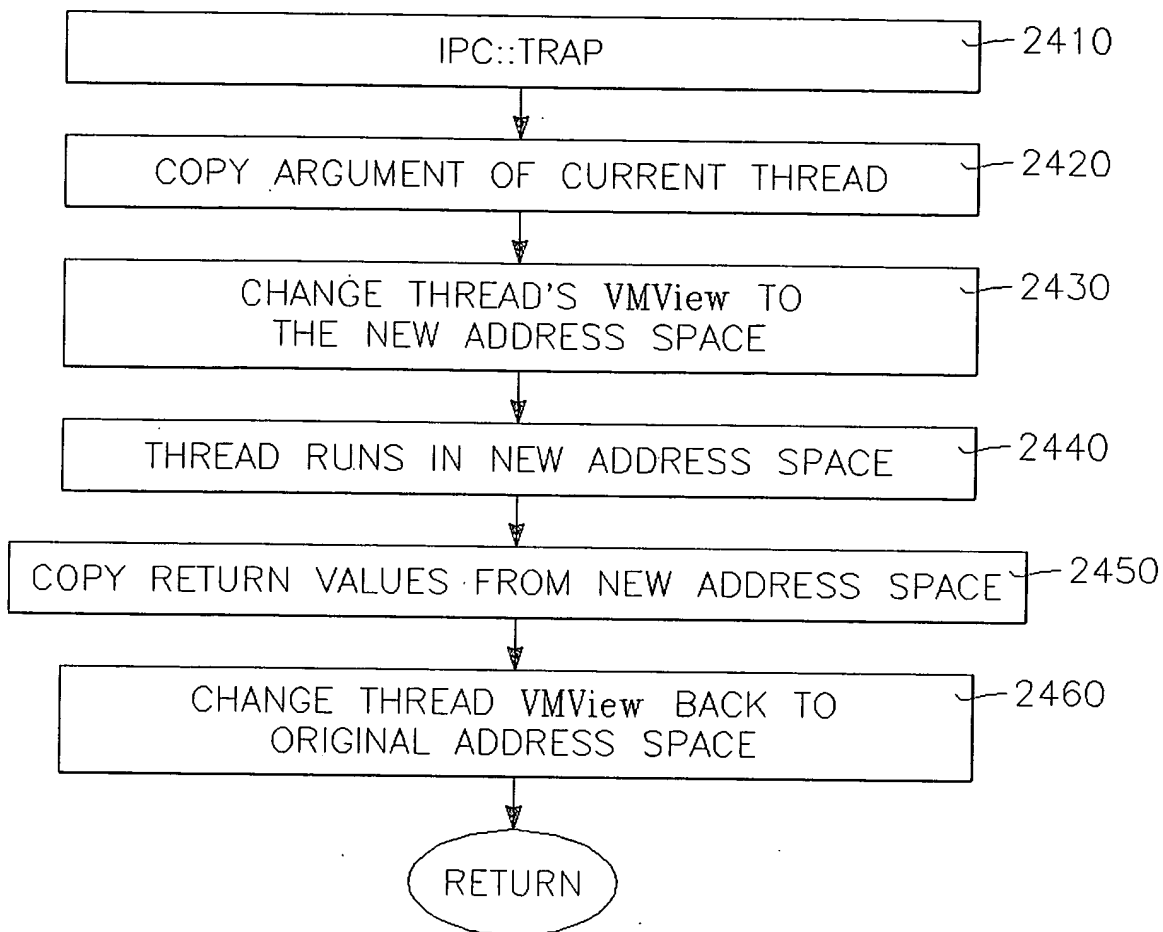 IPC::TRAP
2410
COPY ARGUMENT OF CURRENT THREAD
2420
CHANGE THREAD'S VMView TO
THE NEW ADDRESS SPACE
2430
THREAD RUNS IN NEW ADDRESS SPACE
2440
COPY RETURN VALUES FROM NEW ADDRESS SPACE
2450
CHANGE THREAD VMView BACK TO
ORIGINAL ADDRESS SPACE
2460
RETURN